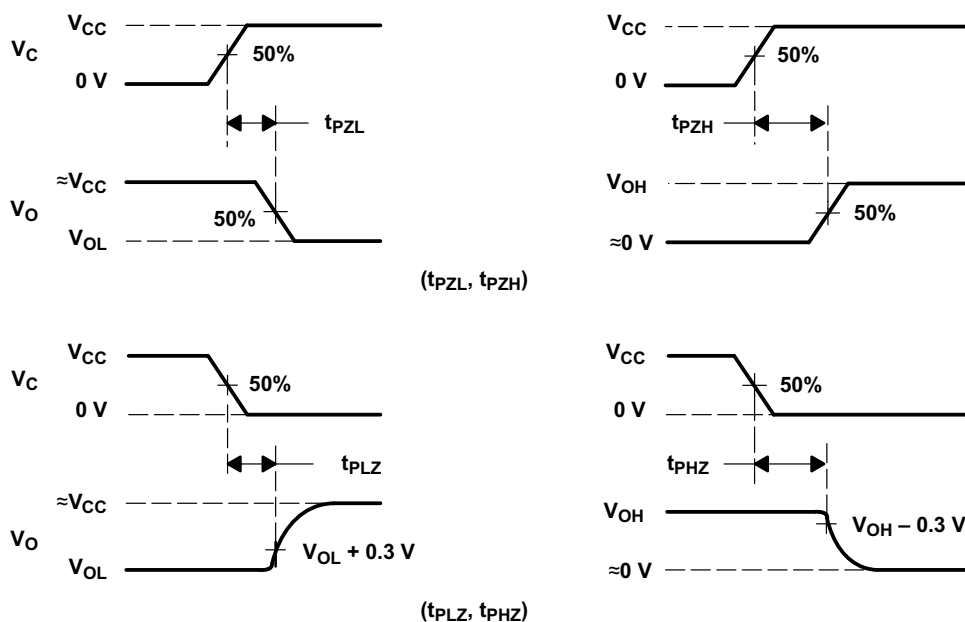 VCC
VC
50%
0 V
tPZL
≈VCC
VO
50%
VOL
VCC
50%
0 V
tPZH
VOH
50%
≈0 V
(tPZL, tPZH)
VCC
VC
50%
0 V
tPLZ
≈VCC
VO
VOL + 0.3 V
VOL
VCC
50%
0 V
tPHZ
VOH
VOH – 0.3 V
≈0 V
(tPLZ, tPHZ)